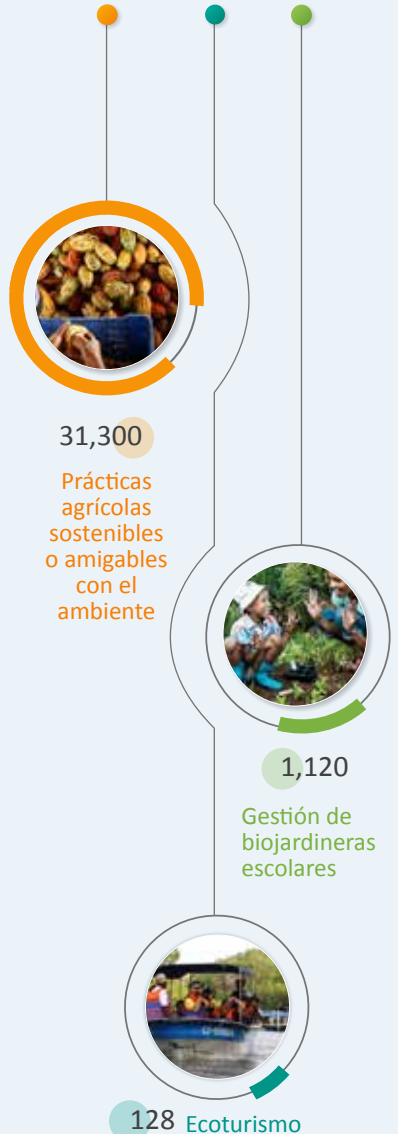 31,300
Prácticas
agrícolas
sostenibles
o amigables
con el
ambiente
1,120
Gestión de
biojardineras
escolares
128 Ecoturismo